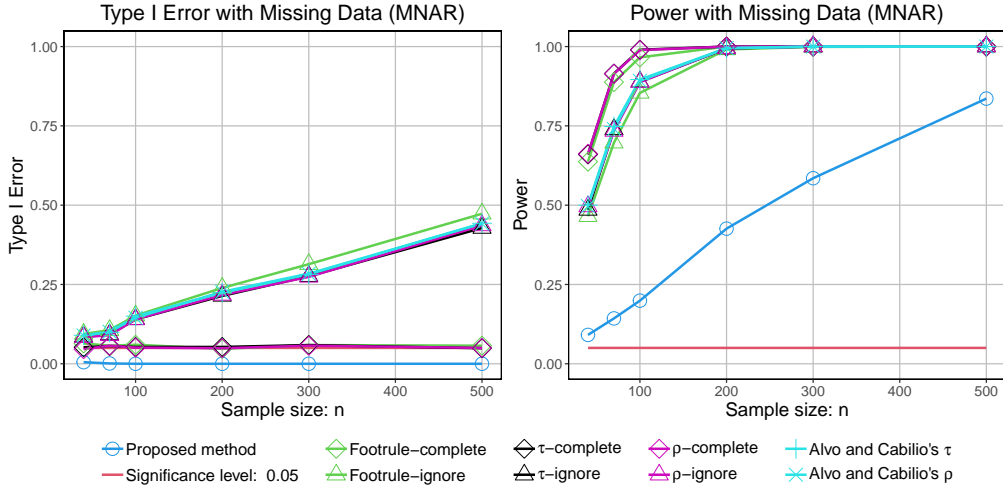 Type I Error with Missing Data (MNAR)
1.00
0.75
0.50
0.25
0.00
Type I Error
100 200 300 400 500
Sample size: n
Power with Missing Data (MNAR)
1.00
0.75
0.50
0.25
0.00
Power
100 200 300 400 500
Sample size: n
Proposed method
Footrule−complete
τ−complete
ρ−complete
Alvo and Cabilio's τ
Significance level: 0.05
Footrule−ignore
τ−ignore
ρ−ignore
Alvo and Cabilio's ρ